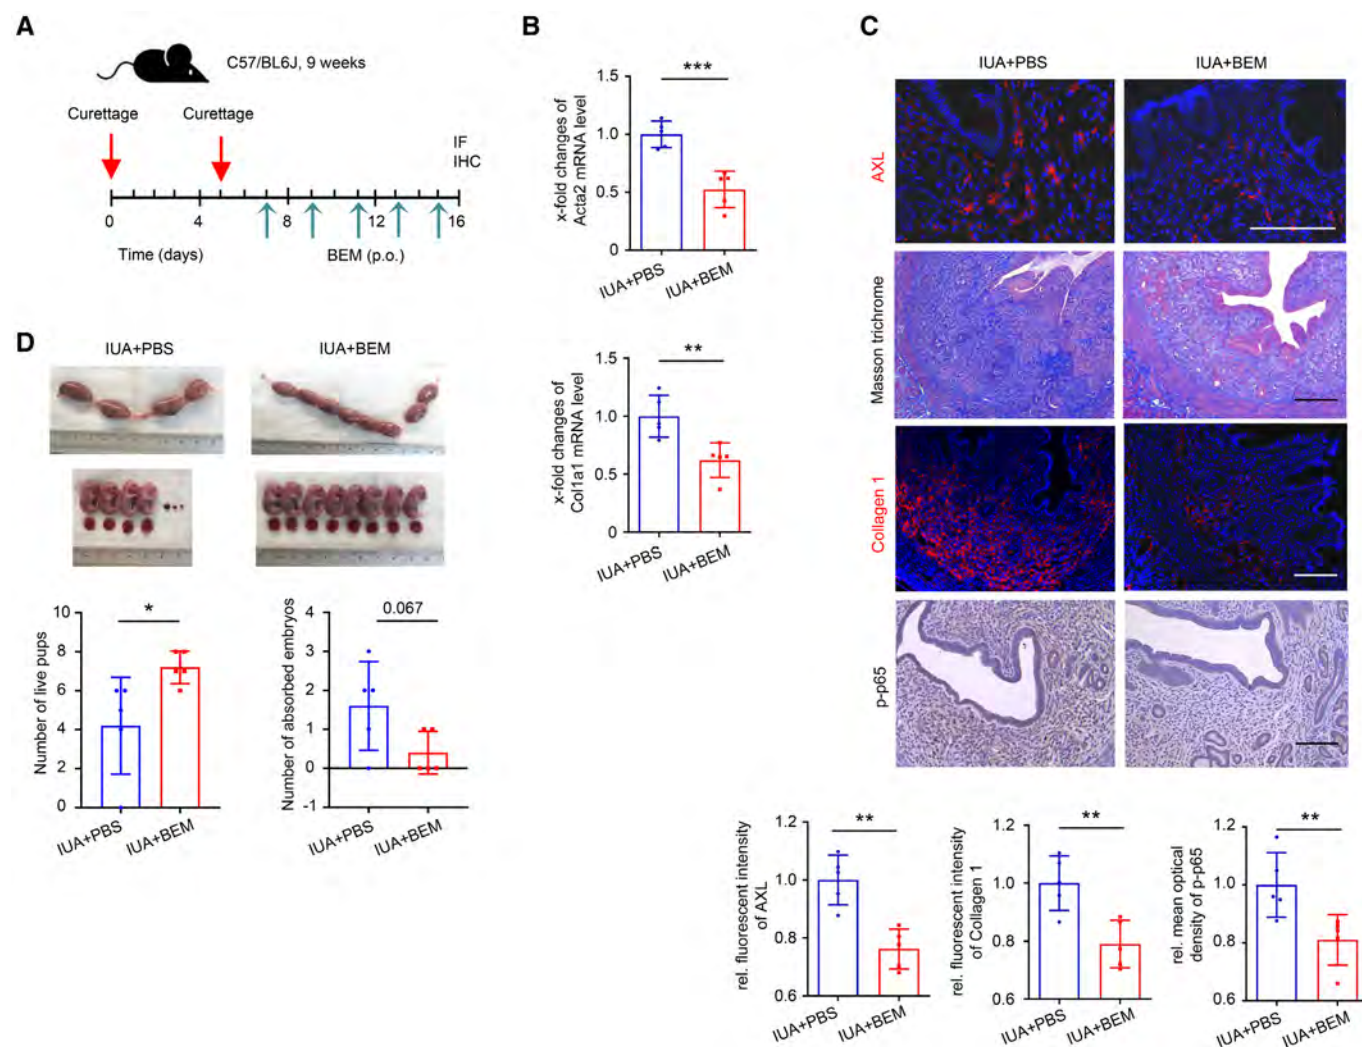 A
C57/BL6J, 9 weeks
Curettage
Curettage
IF
IHC
0
4
8
12
16
Time (days)
BEM (p.o.)
B
1.5
1.0
0.5
0
x-fold changes of
Acta2 mRNA level
***
IUA+PBS
IUA+BEM
1.5
1.0
0.5
0
x-fold changes of
Col1a1 mRNA level
**
IUA+PBS
IUA+BEM
C
IUA+PBS
IUA+BEM
AXL
Masson trichrome
Collagen 1
p-p65
rel. fluorescent intensity
of AXL
1.2
1.0
0.8
0.6
**
IUA+PBS
IUA+BEM
rel. fluorescent intensity
of Collagen 1
1.2
1.0
0.8
0.6
**
IUA+PBS
IUA+BEM
rel. mean optical
density of p-p65
1.2
1.0
0.8
0.6
**
IUA+PBS
IUA+BEM
D
IUA+PBS
IUA+BEM
Number of live pups
10
8
6
4
2
0
*
IUA+PBS
IUA+BEM
Number of absorbed embryos
4
3
2
1
0
-1
0.067
IUA+PBS
IUA+BEM